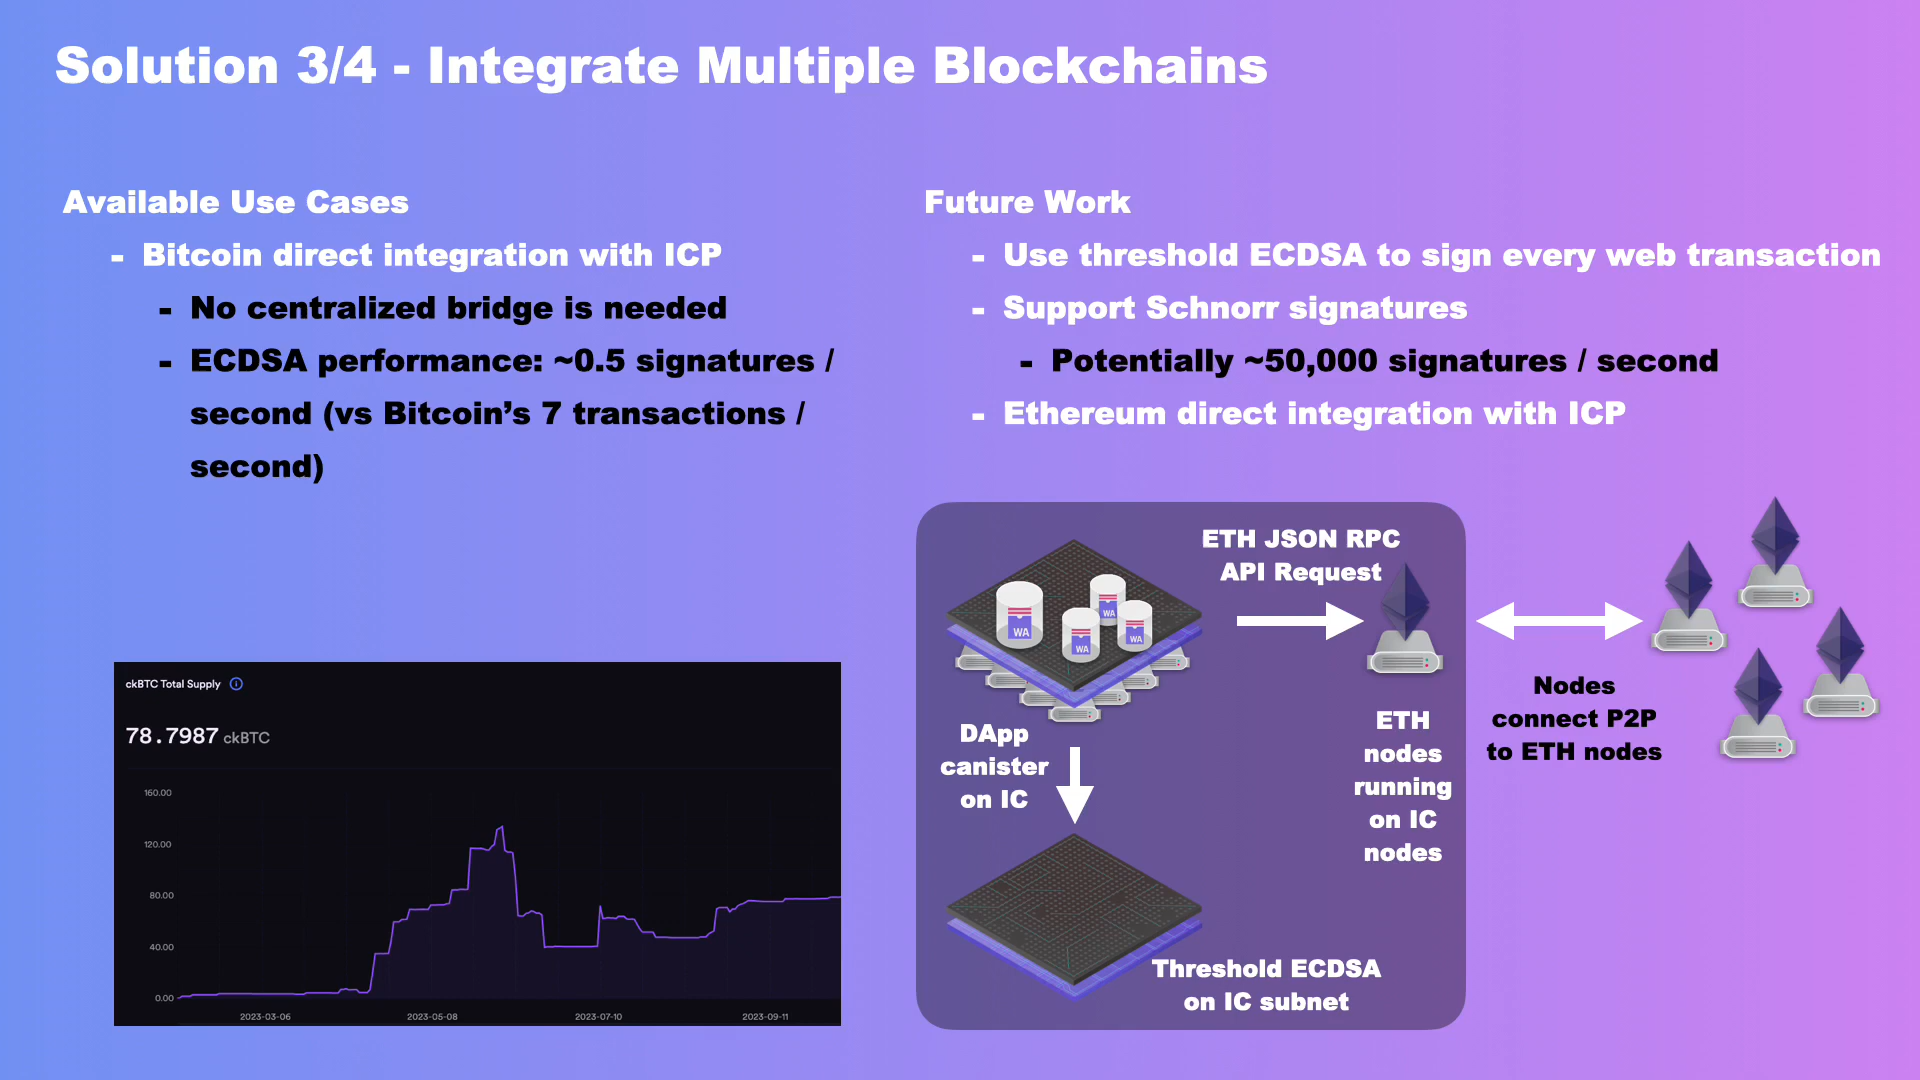 Solution 3/4 - Integrate Multiple Blockchains
Available Use Cases
- Bitcoin direct integration with ICP
- No centralized bridge is needed
- ECDSA performance: ~0.5 signatures /
second (vs Bitcoin’s 7 transactions /
second)
ckBTC Total Supply
78.7987 ckBTC
160.00
120.00
80.00
40.00
0.00
2023-03-06
2023-05-08
2023-07-10
2023-09-11
Future Work
- Use threshold ECDSA to sign every web transaction
- Support Schnorr signatures
- Potentially ~50,000 signatures / second
- Ethereum direct integration with ICP
ETH JSON RPC
API Request
WA
WA
WA
WA
DApp
canister
on IC
ETH
nodes
running
on IC
nodes
Nodes
connect P2P
to ETH nodes
Threshold ECDSA
on IC subnet